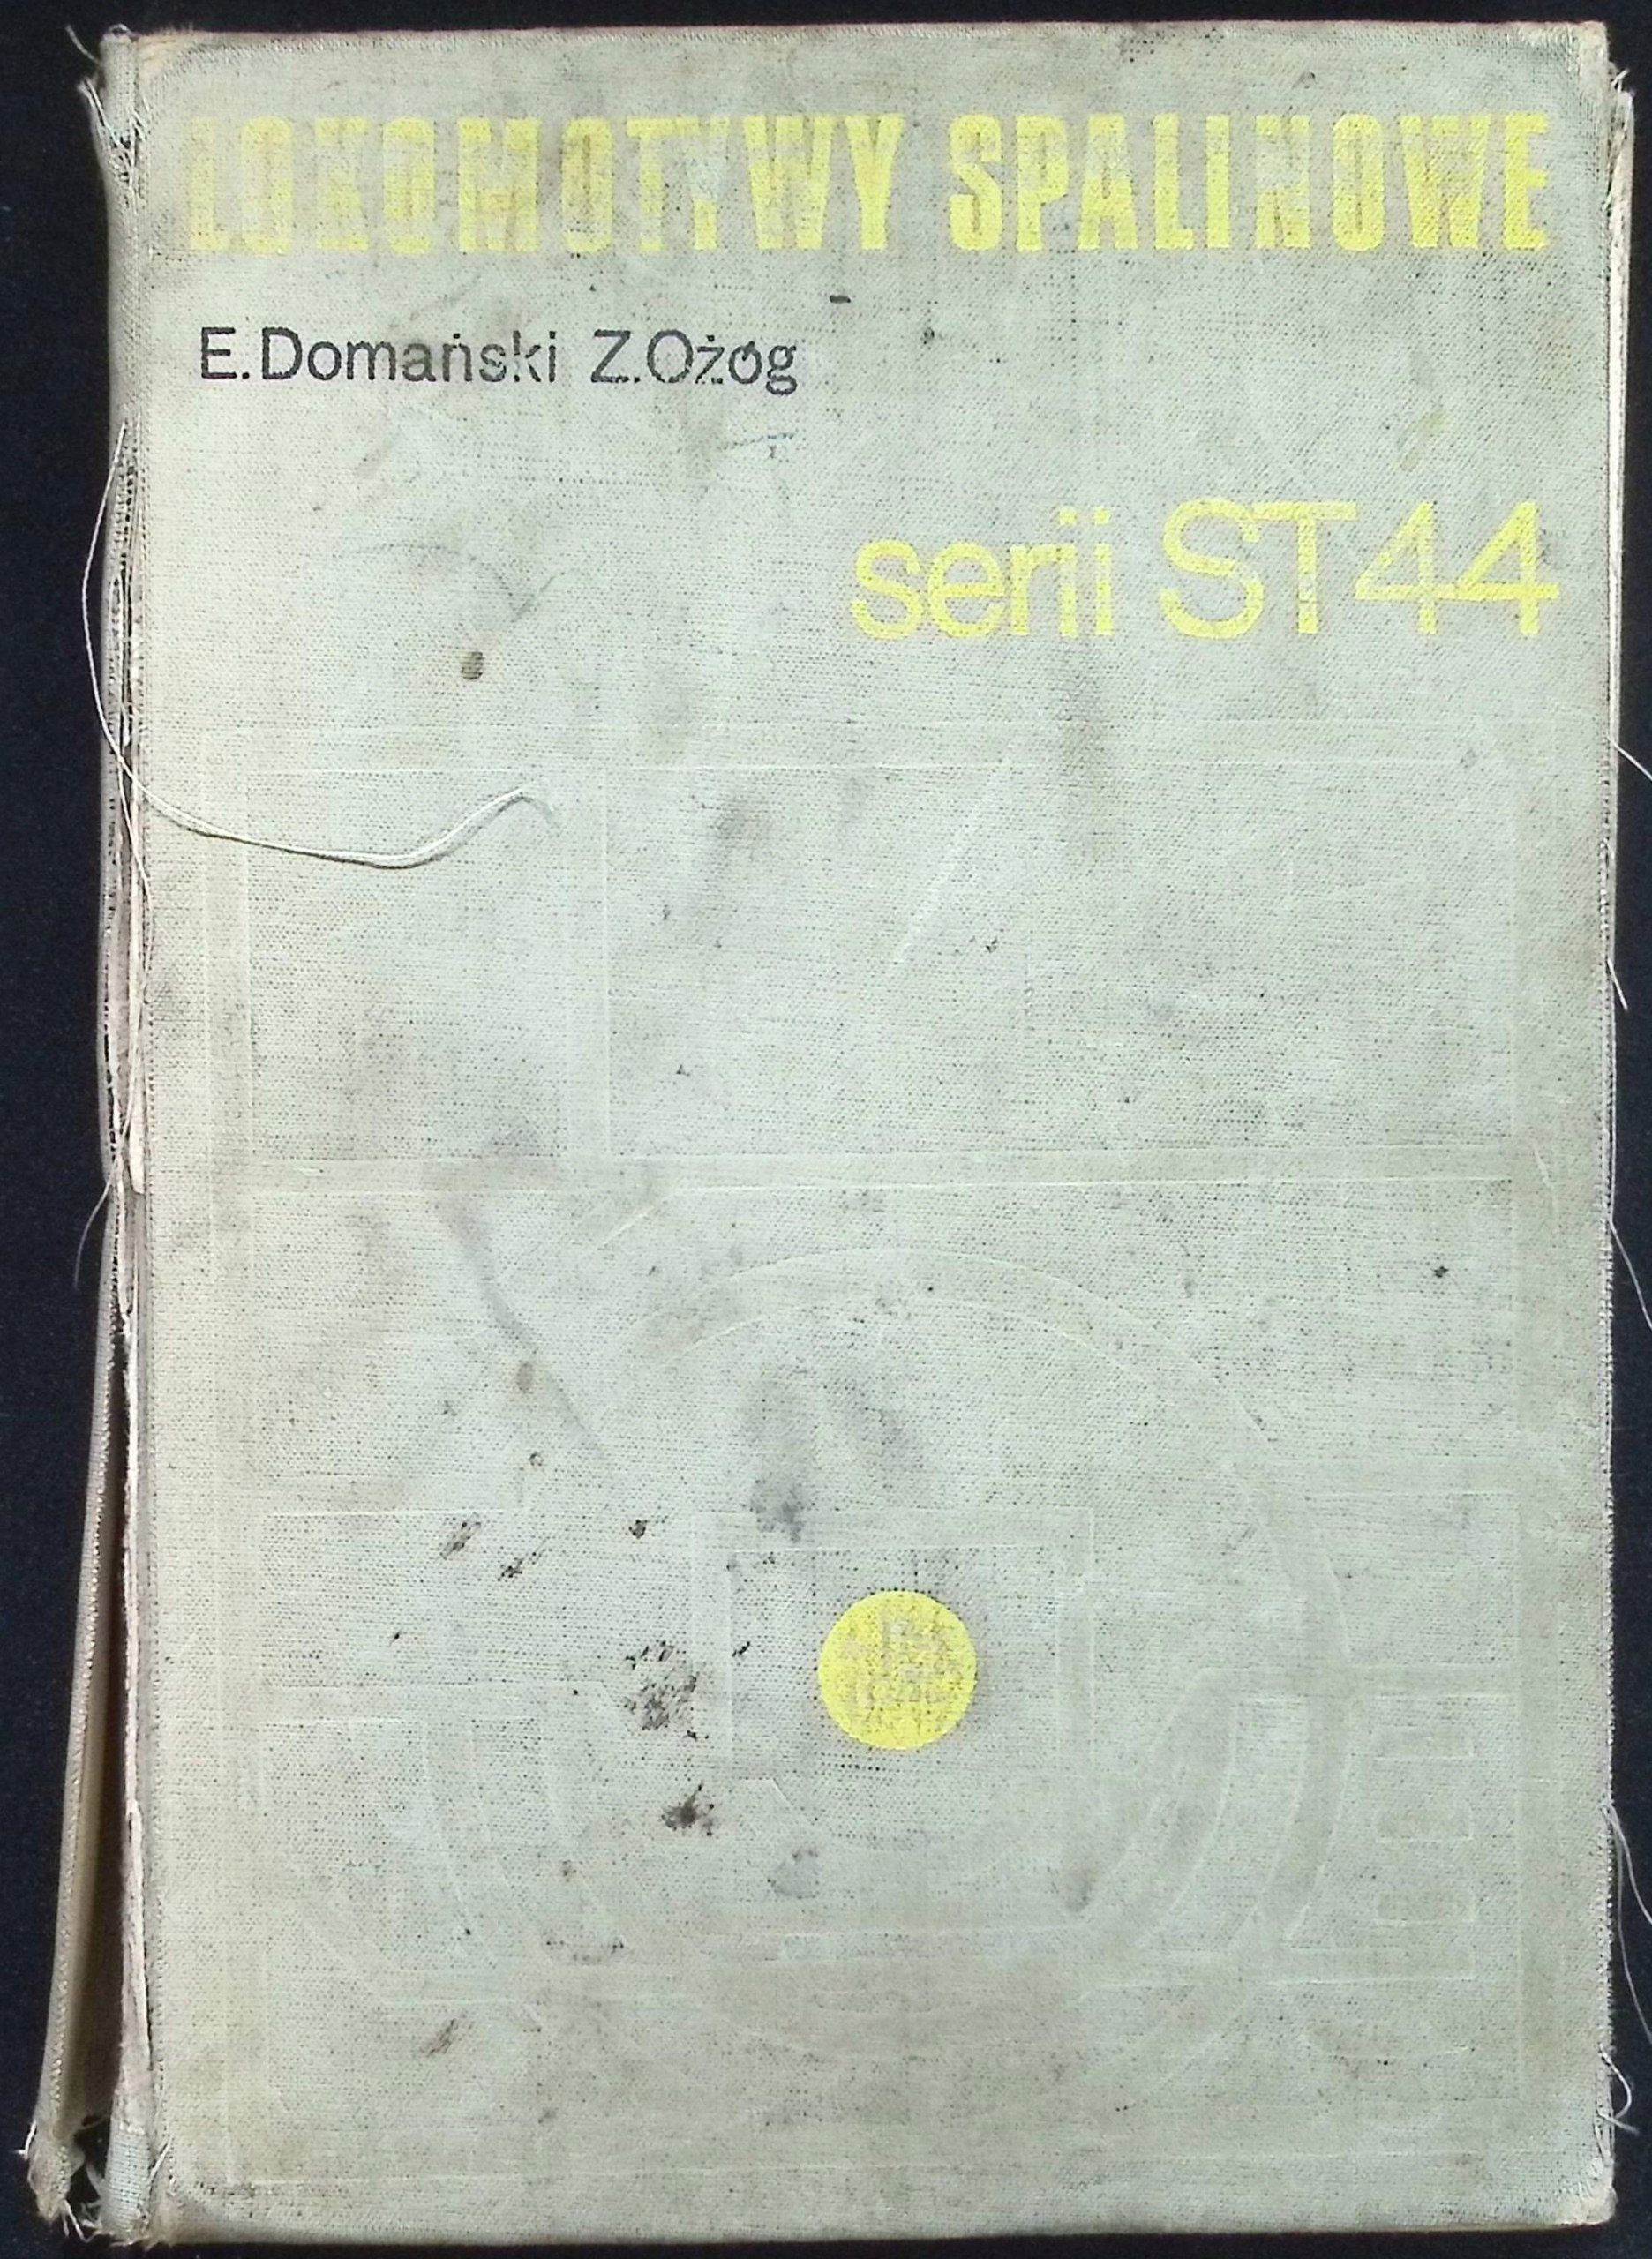 LOKOMOTYWY SPALINOWE
E.Domański Z.Ożóg
serii ST44